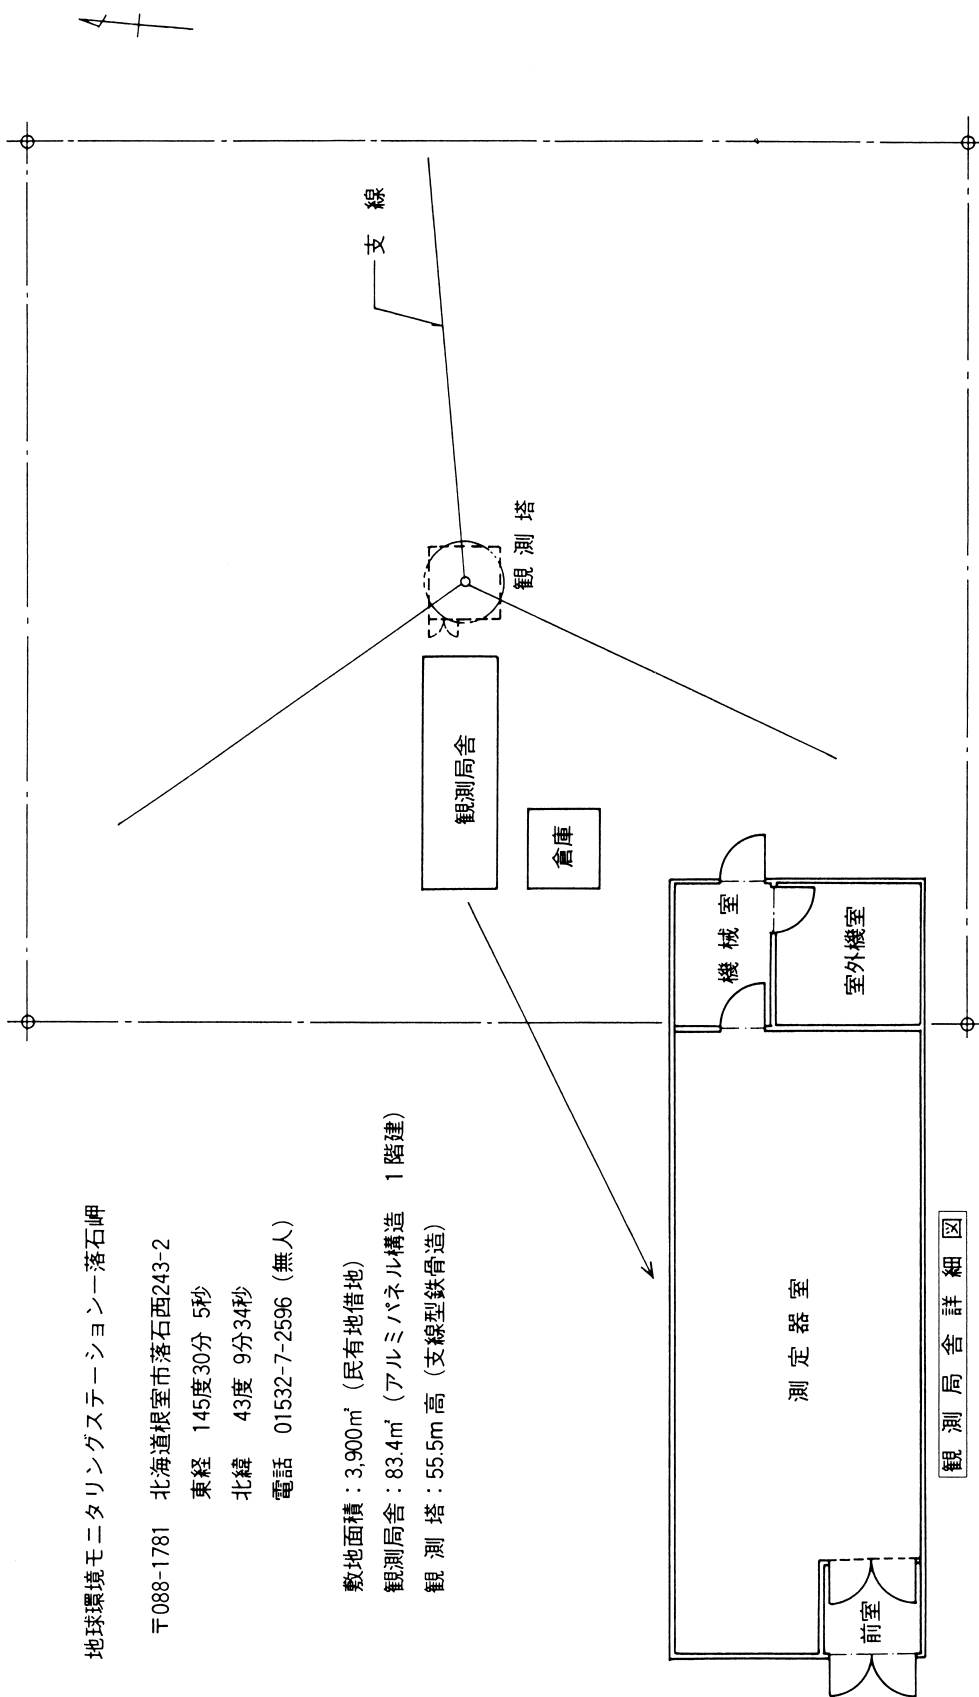 地球環境モニタリングステーション―落石岬
〒088-1781 北海道根室市落石西243-2
東経 145度30分 5秒
北緯 43度 9分34秒
電話 01532-7-2596 (無人)
敷地面積：3,900㎡ (民有地借地)
観測局舎：83.4㎡ (アルミパネル構造 1階建)
観測塔：55.5m高 (支線型鉄骨造)
支線
観測塔
観測局舎
倉庫
機械室
室外機室
測定器室
前室
観測局舎詳細図